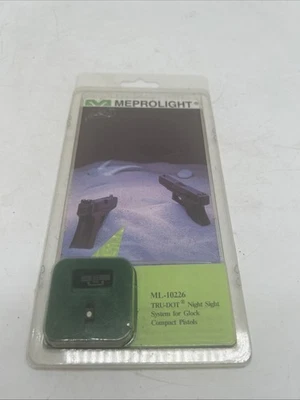 MEPROLIGHT®
ML-10226
TRU-DOT® Night Sight
System for Glock
Compact Pistols